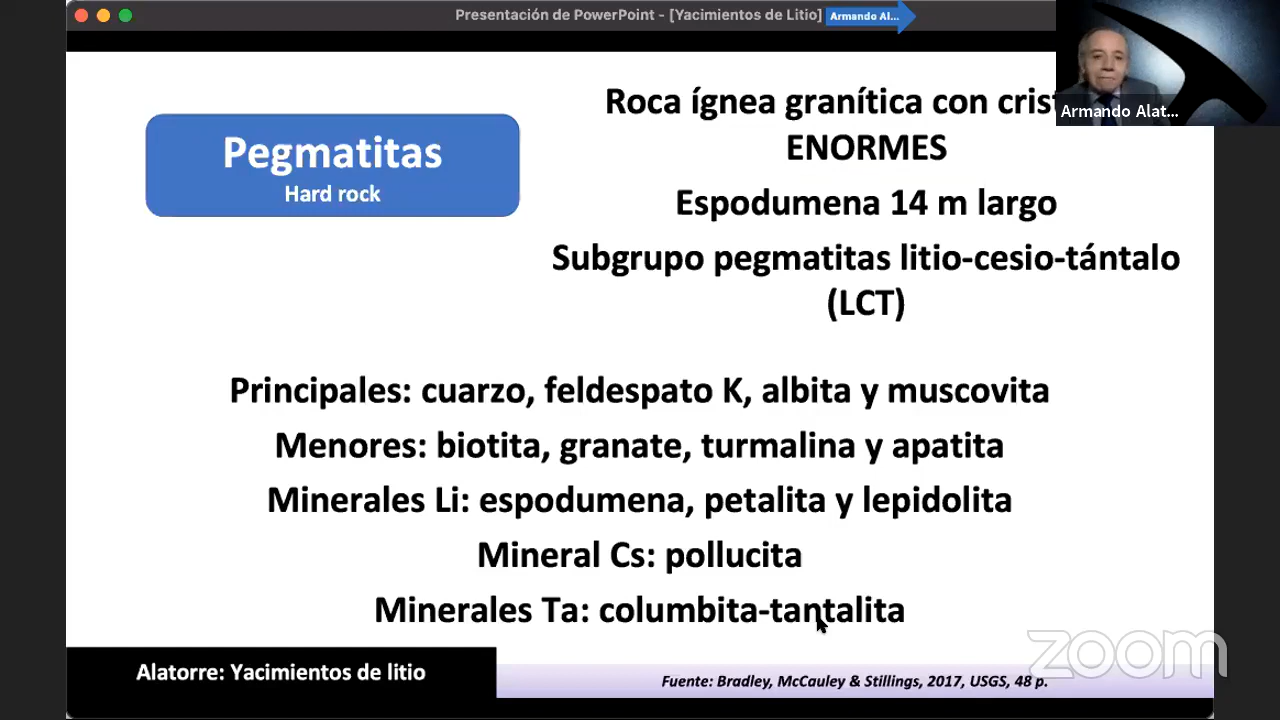 Presentación de PowerPoint - [Yacimientos de Litio]
Armando Al...
Armando Alat...
Pegmatitas
Hard rock
Roca ígnea granítica con
ENORMES
Espodumena 14 m largo
Subgrupo pegmatitas litio-cesio-tántalo
(LCT)
Principales: cuarzo, feldespato K, albita y muscovita
Menores: biotita, granate, turmalina y apatita
Minerales Li: espodumena, petalita y lepidolita
Mineral Cs: pollucita
Minerales Ta: columbita-tantalita
Alatorre: Yacimientos de litio
Fuente: Bradley, McCauley & Stillings, 2017, USGS, 48 p.
zoom